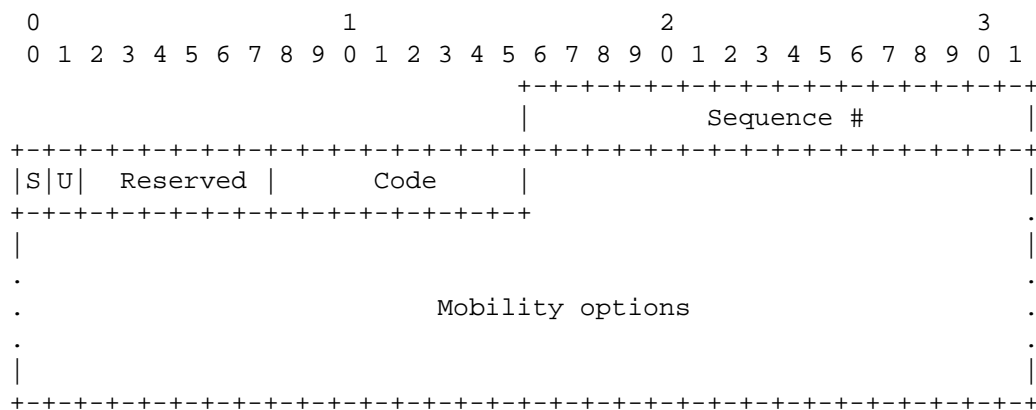 0                   1                   2                   3
 0 1 2 3 4 5 6 7 8 9 0 1 2 3 4 5 6 7 8 9 0 1 2 3 4 5 6 7 8 9 0 1
                                +-+-+-+-+-+-+-+-+-+-+-+-+-+-+-+-+
                                |           Sequence #          |
+-+-+-+-+-+-+-+-+-+-+-+-+-+-+-+-+-+-+-+-+-+-+-+-+-+-+-+-+-+-+-+-+
|S|U|  Reserved |      Code     |                               |
+-+-+-+-+-+-+-+-+-+-+-+-+-+-+-+-+                               .
|                                                               |
.                                                               .
.                          Mobility options                     .
.                                                               .
|                                                               |
+-+-+-+-+-+-+-+-+-+-+-+-+-+-+-+-+-+-+-+-+-+-+-+-+-+-+-+-+-+-+-+-+